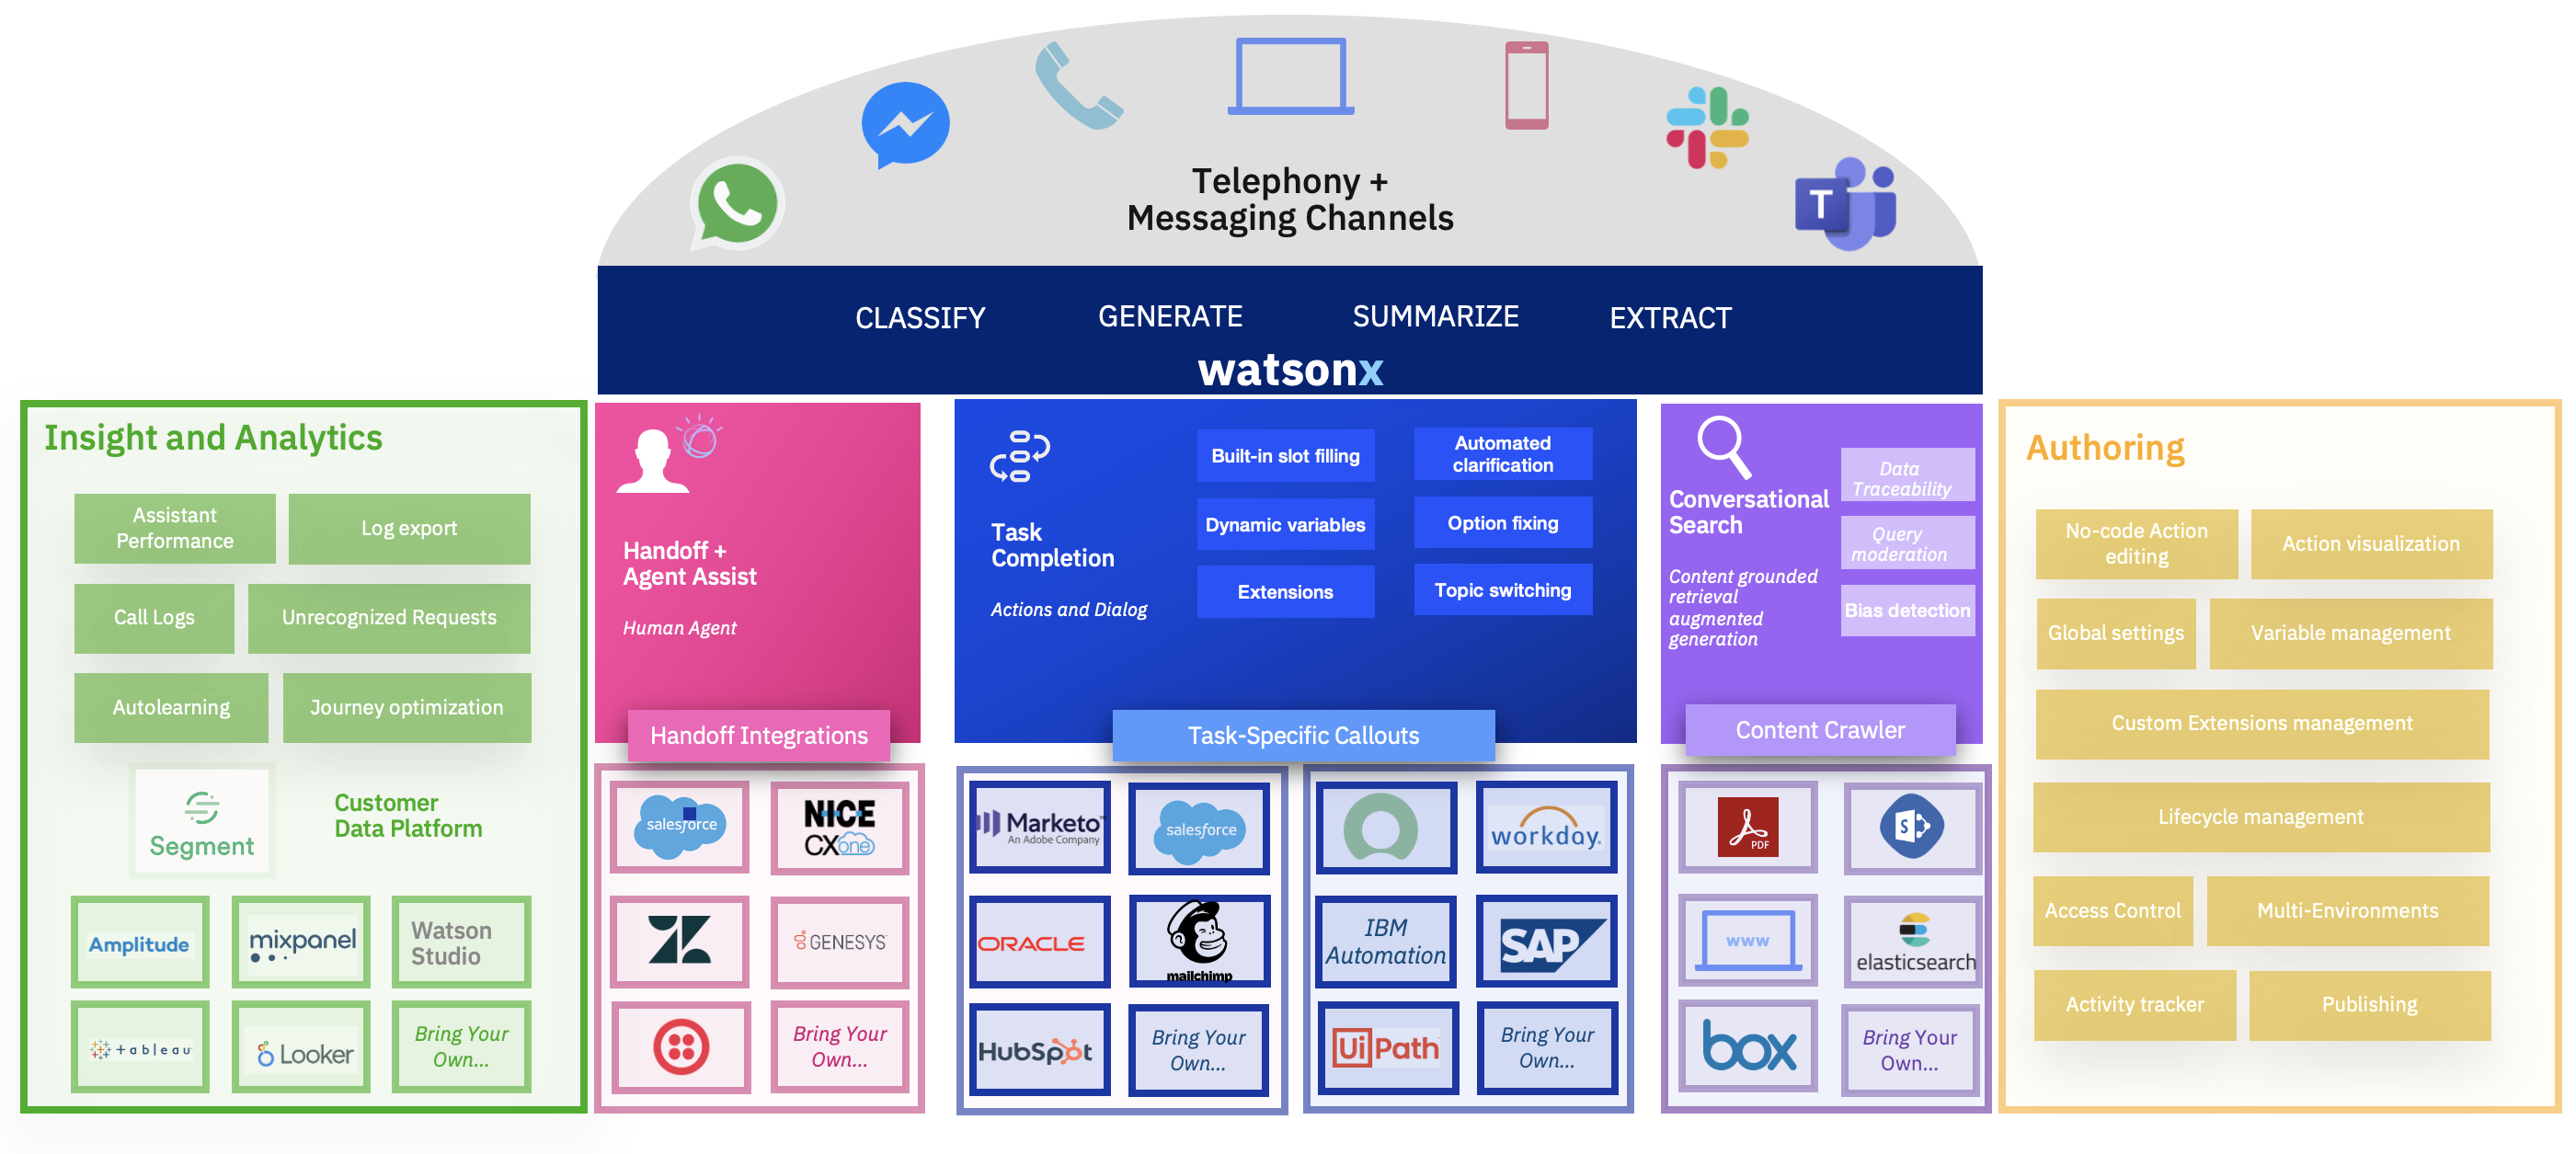 Telephony +
Messaging Channels
T
CLASSIFY
GENERATE
SUMMARIZE
EXTRACT
watsonx
Insight and Analytics
Assistant
Performance
Log export
Call Logs
Unrecognized Requests
Autolearning
Journey optimization
Segment
Customer
Data Platform
Amplitude
mixpanel
Watson
Studio
+ableau
Looker
Bring Your
Own...
Handoff +
Agent Assist
Human Agent
Handoff Integrations
salesforce
NICE
CXone
GENESYS
Bring Your
Own...
Task
Completion
Actions and Dialog
Built-in slot filling
Automated
clarification
Dynamic variables
Option fixing
Extensions
Topic switching
Task-Specific Callouts
Marketo
An Adobe Company
salesforce
ORACLE
mailchimp
HubSpot
Bring Your
Own...
workday.
IBM
Automation
SAP
UiPath
Bring Your
Own...
Conversational
Search
Content grounded
retrieval
augmented
generation
Data
Traceability
Query
moderation
Bias detection
Content Crawler
PDF
S
www
elasticsearch
box
Bring Your
Own...
Authoring
No-code Action
editing
Action visualization
Global settings
Variable management
Custom Extensions management
Lifecycle management
Access Control
Multi-Environments
Activity tracker
Publishing